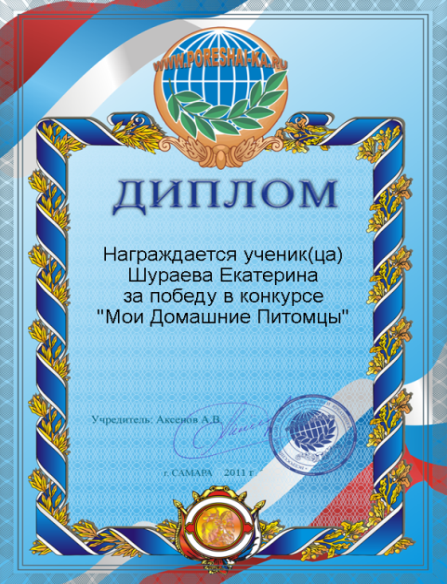 WWW.PORESHAI-KA.RU
ДИПЛОМ
Награждается ученик(ца)
Шураева Екатерина
за победу в конкурсе
"Мои Домашние Питомцы"
Учредитель: Аксенов А.В.
г. САМАРА 2011 г.